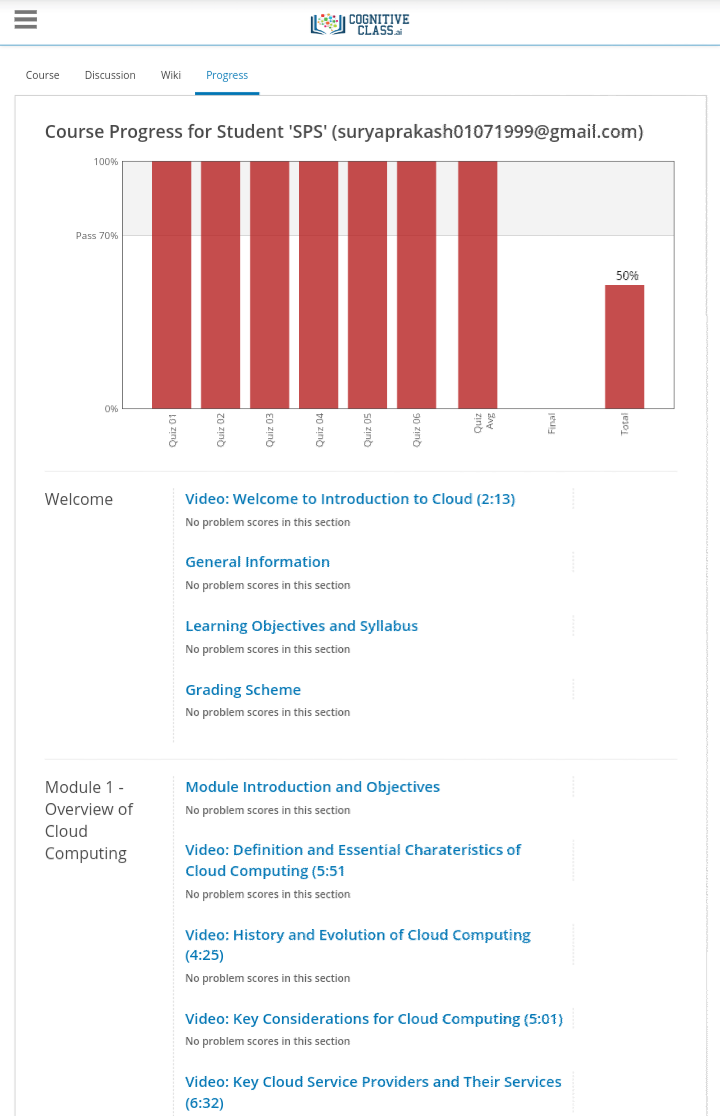 COGNITIVE
CLASS.ai
Course Discussion Wiki Progress
Course Progress for Student 'SPS' (suryaprakash01071999@gmail.com)
100%
Pass 70%
50%
0%
Quiz 01
Quiz 02
Quiz 03
Quiz 04
Quiz 05
Quiz 06
Quiz
Avg
Final
Total
Welcome
Video: Welcome to Introduction to Cloud (2:13)
No problem scores in this section
General Information
No problem scores in this section
Learning Objectives and Syllabus
No problem scores in this section
Grading Scheme
No problem scores in this section
Module 1 -
Overview of
Cloud
Computing
Module Introduction and Objectives
No problem scores in this section
Video: Definition and Essential Charateristics of
Cloud Computing (5:51
No problem scores in this section
Video: History and Evolution of Cloud Computing
(4:25)
No problem scores in this section
Video: Key Considerations for Cloud Computing (5:01)
No problem scores in this section
Video: Key Cloud Service Providers and Their Services
(6:32)